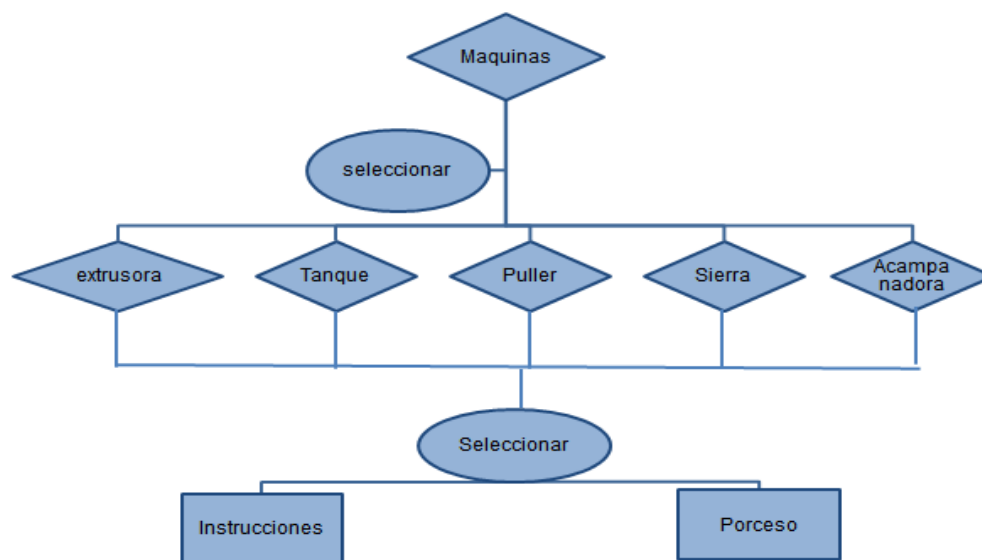 Maquinas
seleccionar
extrusora
Tanque
Puller
Sierra
Acampa
nadora
Seleccionar
Instrucciones
Porceso